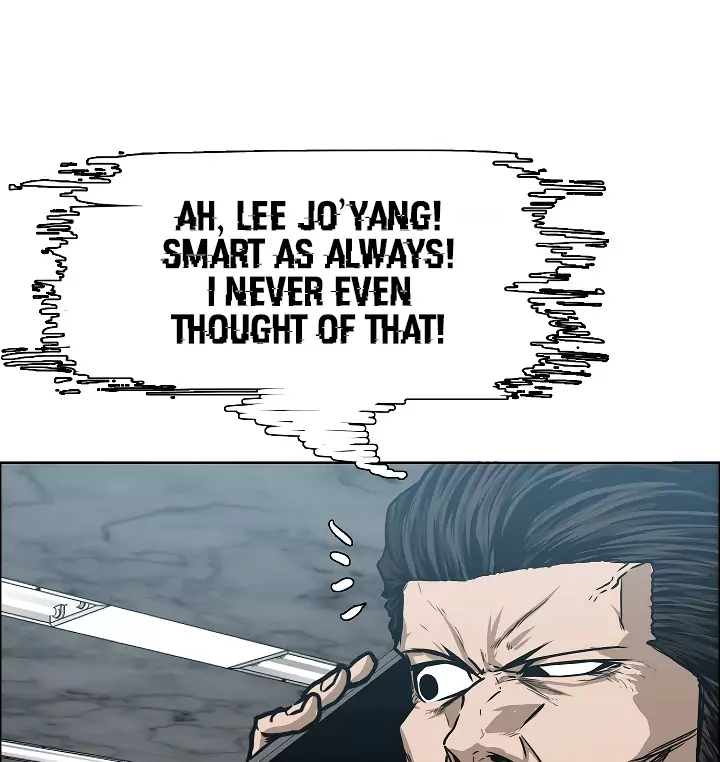 AH, LEE JO'YANG!
SMART AS ALWAYS!
I NEVER EVEN
THOUGHT OF THAT!